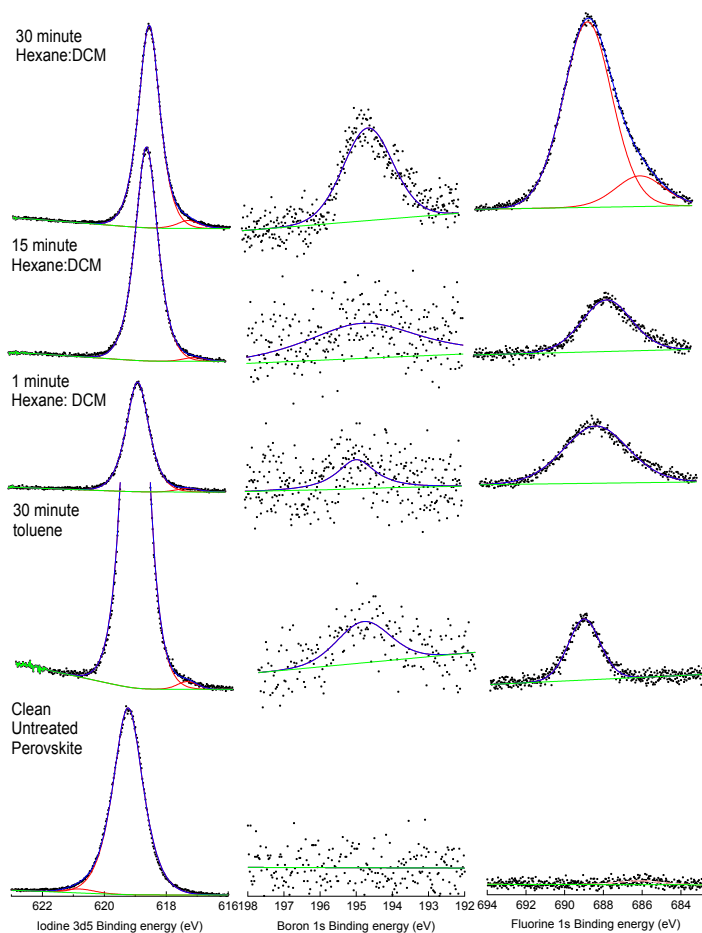 30 minute
Hexane:DCM
15 minute
Hexane:DCM
1 minute
Hexane: DCM
30 minute
toluene
Clean
Untreated
Perovskite
622 620 618 616
Iodine 3d5 Binding energy (eV)
198 197 196 195 194 193 192
Boron 1s Binding energy (eV)
694 692 690 688 686 684
Fluorine 1s Binding energy (eV)